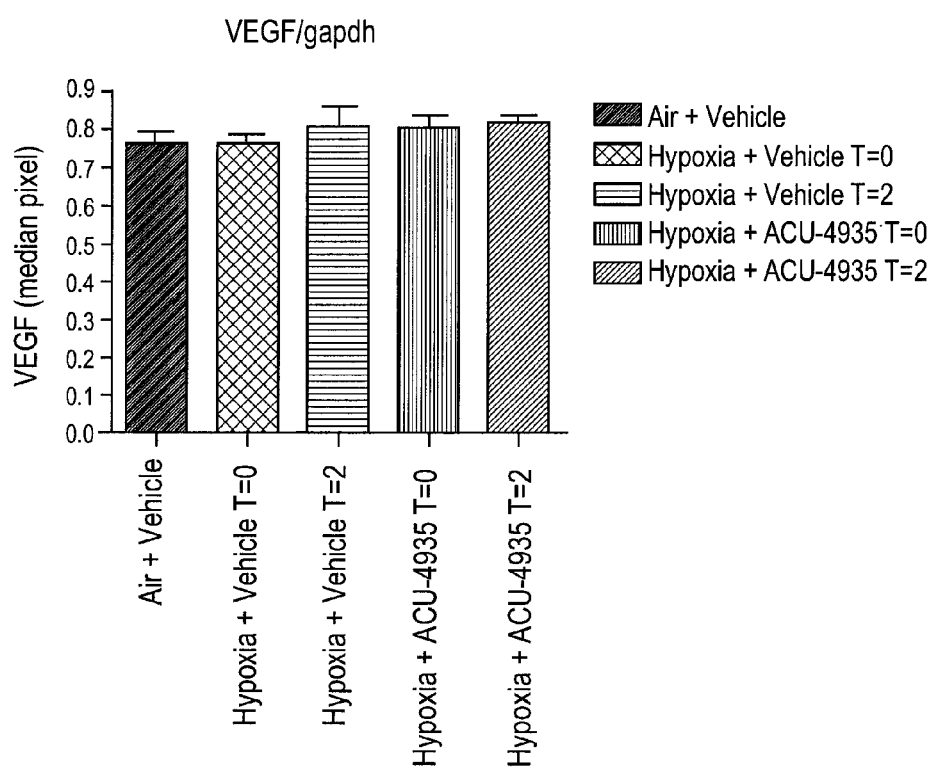 VEGF/gapdh
VEGF (median pixel)
0.9
0.8
0.7
0.6
0.5
0.4
0.3
0.2
0.1
0.0
Air + Vehicle
Hypoxia + Vehicle T=0
Hypoxia + Vehicle T=2
Hypoxia + ACU-4935 T=0
Hypoxia + ACU-4935 T=2
Air + Vehicle
Hypoxia + Vehicle T=0
Hypoxia + Vehicle T=2
Hypoxia + ACU-4935 T=0
Hypoxia + ACU-4935 T=2